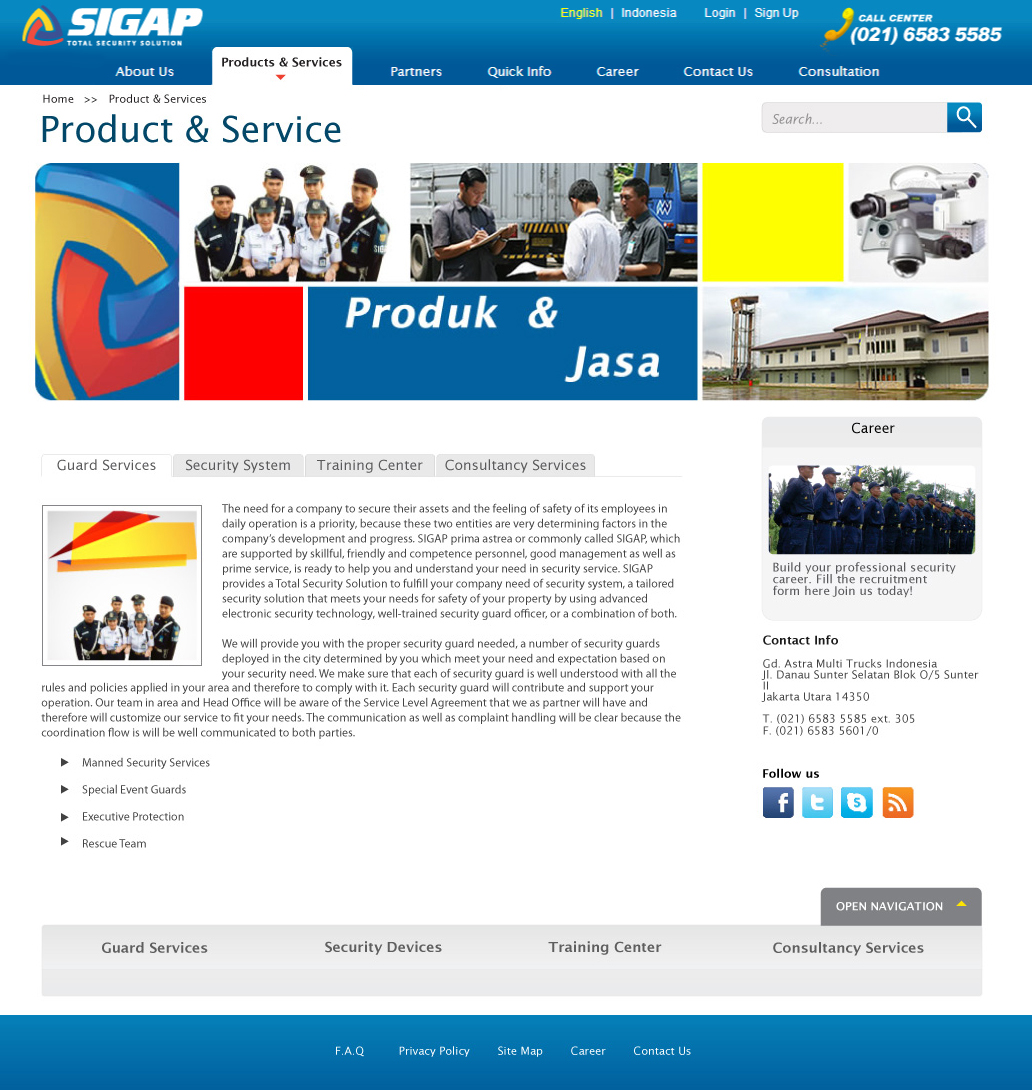 SIGAP
TOTAL SECURITY SOLUTION
English | Indonesia Login | Sign Up
CALL CENTER
(021) 6583 5585
About Us Products & Services Partners Quick Info Career Contact Us Consultation
Home >> Product & Services
Product & Service
Search...
Produk &
Jasa
Guard Services Security System Training Center Consultancy Services
The need for a company to secure their assets and the feeling of safety of its employees in
daily operation is a priority, because these two entities are very determining factors in the
company's development and progress. SIGAP prima astrea or commonly called SIGAP, which
are supported by skillful, friendly and competence personnel, good management as well as
prime service, is ready to help you and understand your need in security service. SIGAP
provides a Total Security Solution to fulfill your company need of security system, a tailored
security solution that meets your needs for safety of your property by using advanced
electronic security technology, well-trained security guard officer, or a combination of both.
We will provide you with the proper security guard needed, a number of security guards
deployed in the city determined by you which meet your need and expectation based on
your security need. We make sure that each of security guard is well understood with all the
rules and policies applied in your area and therefore to comply with it. Each security guard will contribute and support your
operation. Our team in area and Head Office will be aware of the Service Level Agreement that we as partner will have and
therefore will customize our service to fit your needs. The communication as well as complaint handling will be clear because the
coordination flow is will be well communicated to both parties.
Manned Security Services
Special Event Guards
Executive Protection
Rescue Team
Career
Build your professional security
career. Fill the recruitment
form here Join us today!
Contact Info
Gd. Astra Multi Trucks Indonesia
Jl. Danau Sunter Selatan Blok O/5 Sunter
II
Jakarta Utara 14350
T. (021) 6583 5585 ext. 305
F. (021) 6583 5601/0
Follow us
OPEN NAVIGATION
Guard Services Security Devices Training Center Consultancy Services
F.A.Q Privacy Policy Site Map Career Contact Us